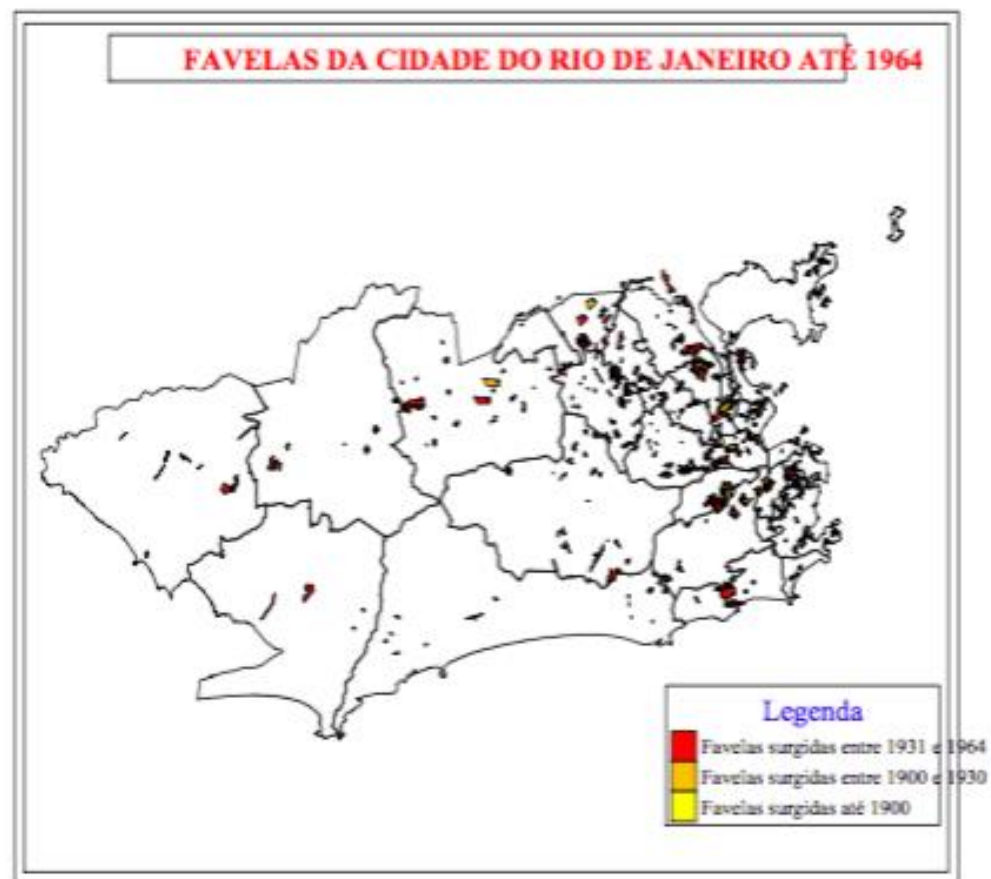 FAVELAS DA CIDADE DO RIO DE JANEIRO ATÉ 1964
Legenda
Favelas surgidas entre 1931 e 1964
Favelas surgidas entre 1900 e 1930
Favelas surgidas até 1900